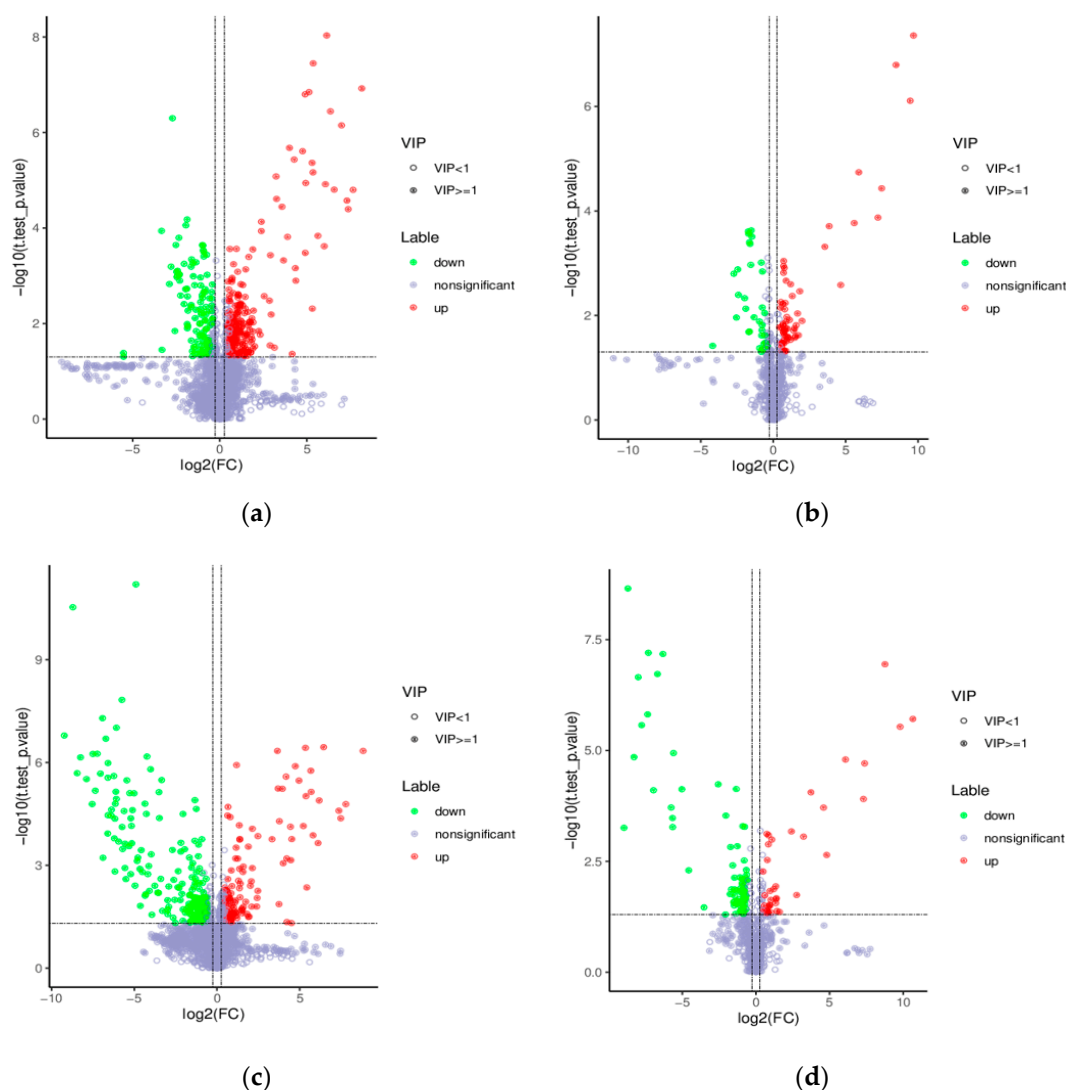 8
6
4
2
0
−log10(t.test_p.value)
−5
0
5
log2(FC)
VIP
VIP<1
VIP>=1
Lable
down
nonsignificant
up
(a)
6
4
2
0
−log10(t.test_p.value)
−10
−5
0
5
10
log2(FC)
VIP
VIP<1
VIP>=1
Lable
down
nonsignificant
up
(b)
9
6
3
0
−log10(t.test_p.value)
−10
−5
0
5
log2(FC)
VIP
VIP<1
VIP>=1
Lable
down
nonsignificant
up
(c)
7.5
5.0
2.5
0.0
−log10(t.test_p.value)
−5
0
5
10
log2(FC)
VIP
VIP<1
VIP>=1
Lable
down
nonsignificant
up
(d)